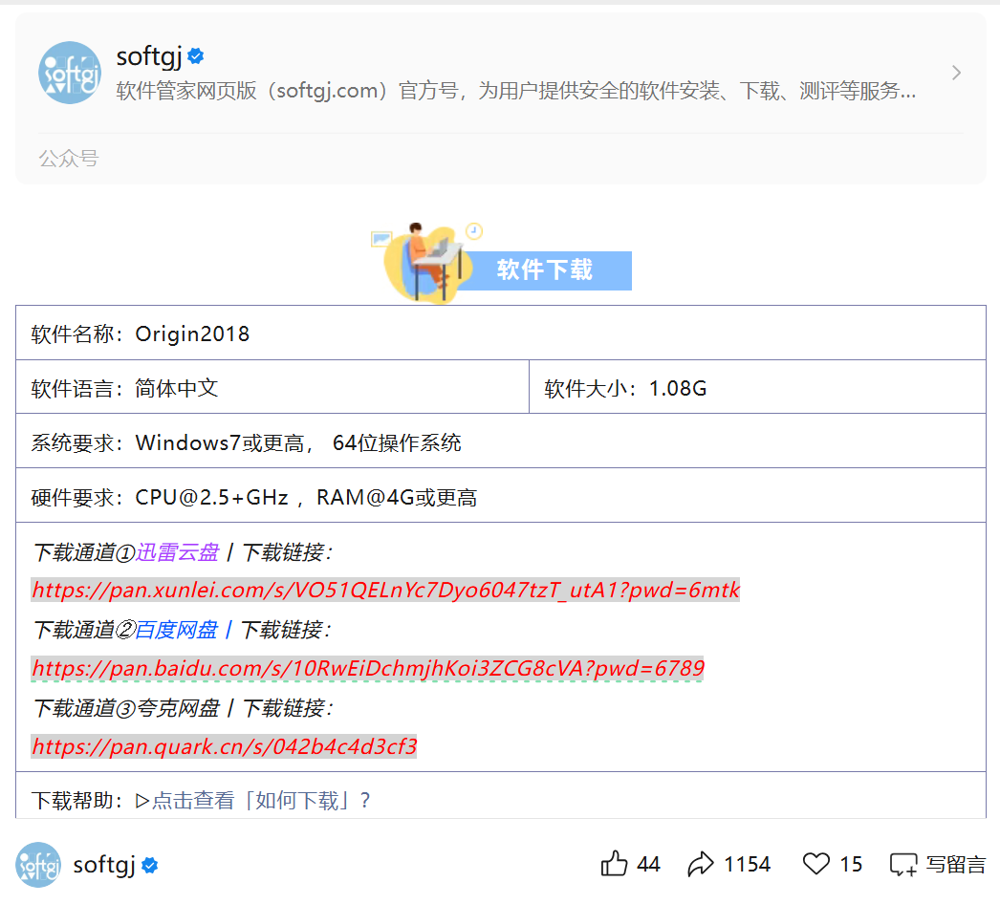 softgj
softgj
软件管家网页版（softgj.com）官方号，为用户提供安全的软件安装、下载、测评等服务...
公众号
软件下载
软件名称：Origin2018
软件语言：简体中文
软件大小：1.08G
系统要求：Windows7或更高， 64位操作系统
硬件要求：CPU@2.5+GHz ，RAM@4G或更高
下载通道①迅雷云盘丨下载链接：
https://pan.xunlei.com/s/VO51QELnYc7Dyo6047tzT_utA1?pwd=6mtk
下载通道②百度网盘丨下载链接：
https://pan.baidu.com/s/10RwEiDchmjhKoi3ZCG8cVA?pwd=6789
下载通道③夸克网盘丨下载链接：
https://pan.quark.cn/s/042b4c4d3cf3
下载帮助：▷点击查看「如何下载」？
softgj
softgj
44
1154
15
写留言